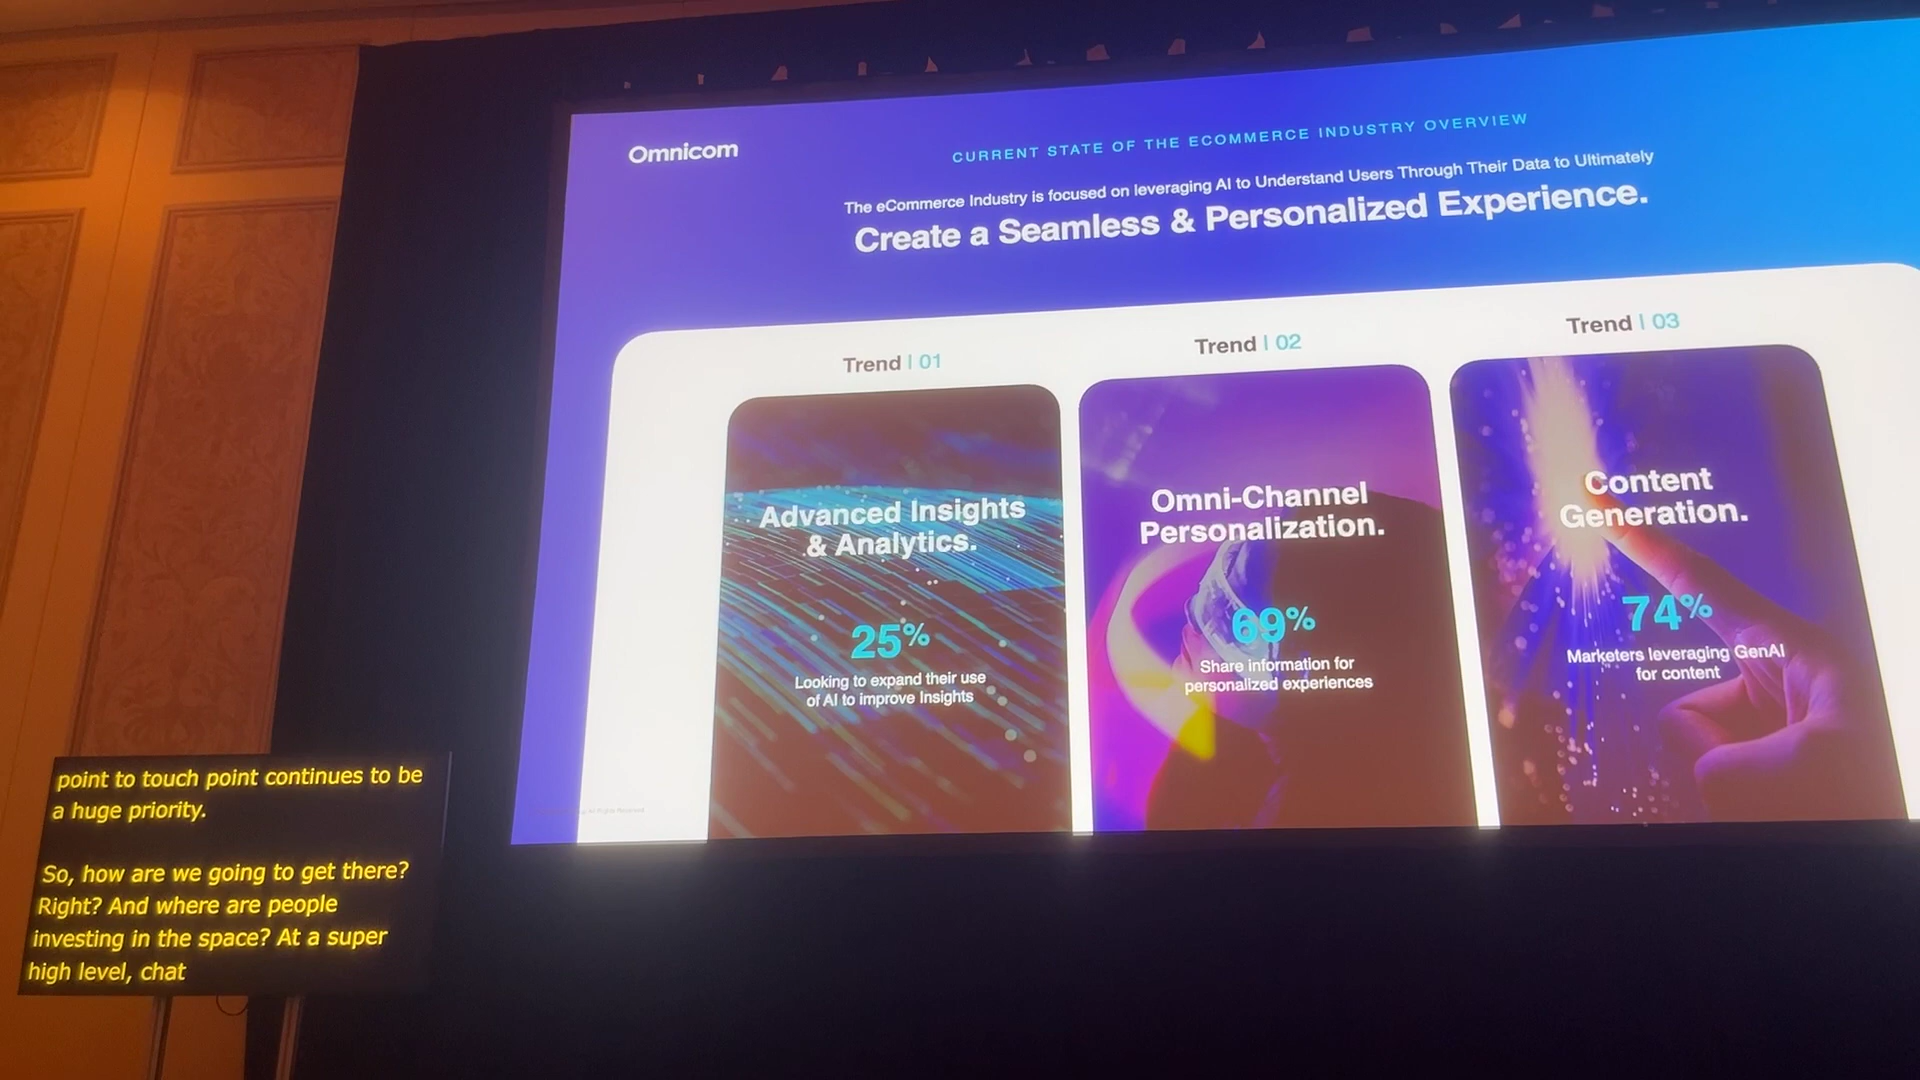 Omnicom
CURRENT STATE OF THE ECOMMERCE INDUSTRY OVERVIEW
The eCommerce Industry is focused on leveraging AI to Understand Users Through Their Data to Ultimately
Create a Seamless & Personalized Experience.
Trend | 01
Advanced Insights
& Analytics.
25%
Looking to expand their use
of AI to improve Insights
Trend | 02
Omni-Channel
Personalization.
69%
Share information for
personalized experiences
Trend | 03
Content
Generation.
74%
Marketers leveraging GenAI
for content
point to touch point continues to be
a huge priority.
So, how are we going to get there?
Right? And where are people
investing in the space? At a super
high level, chat